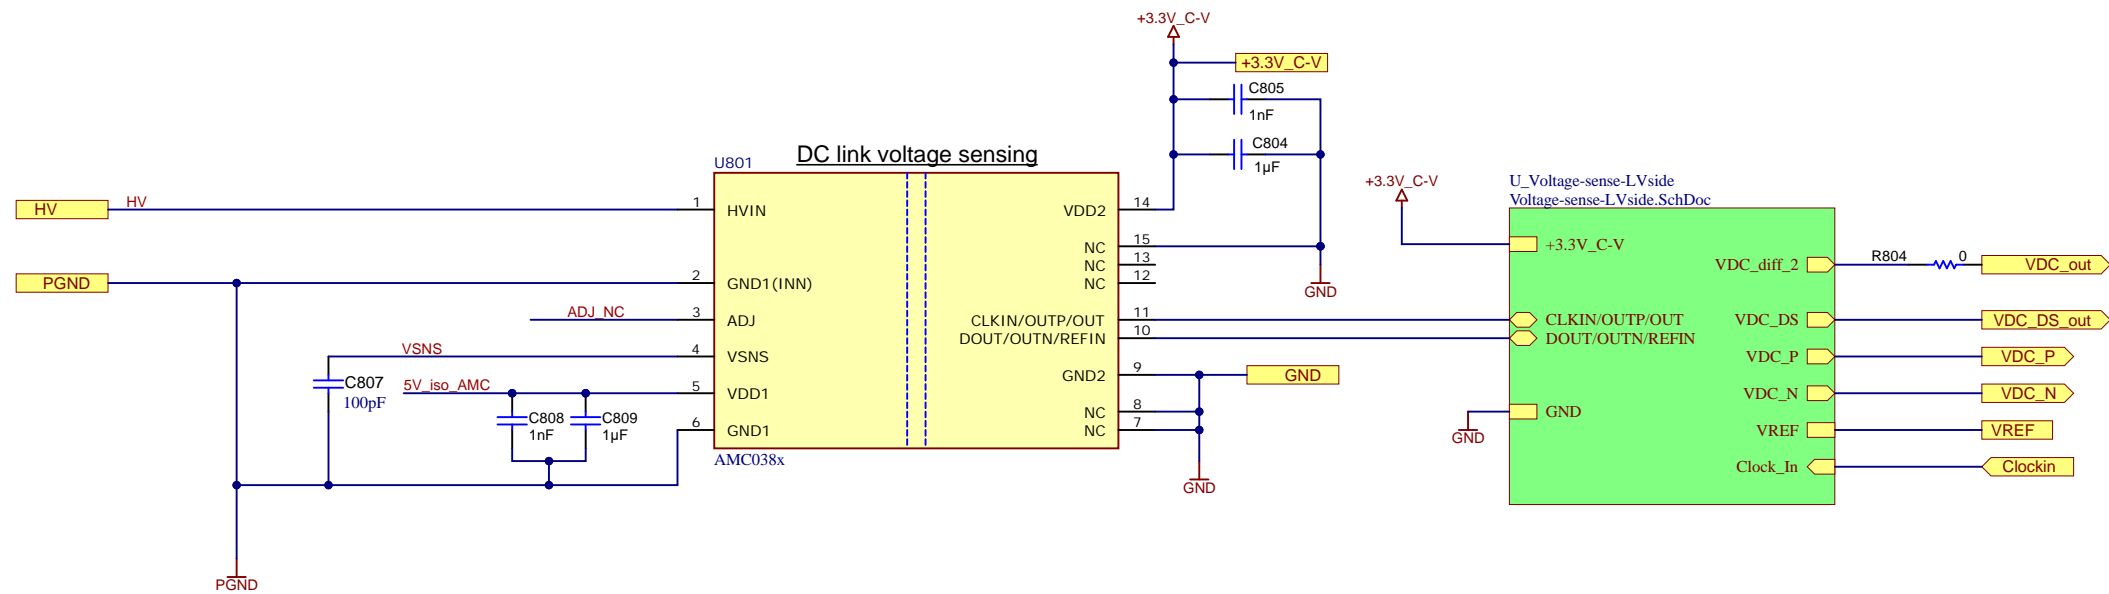 +3.3V_C-V
+3.3V_C-V
C805
1nF
C804
1µF
DC link voltage sensing
U801
HV
HV
1
HVIN
VDD2
14
NC
15
NC
13
NC
12
GND
PGND
2
GND1(INN)
ADJ_NC
3
ADJ
CLKIN/OUTP/OUT
11
DOUT/OUTN/REFIN
10
VSNS
4
VSNS
C807
100pF
5V_iso_AMC
5
VDD1
GND2
9
GND
C808
1nF
C809
1µF
6
GND1
NC
8
NC
7
AMC038x
GND
PGND
+3.3V_C-V
U_Voltage-sense-LVside
Voltage-sense-LVside.SchDoc
+3.3V_C-V
VDC_diff_2
R804
0
VDC_out
CLKIN/OUTP/OUT
VDC_DS
VDC_DS_out
DOUT/OUTN/REFIN
VDC_P
VDC_P
VDC_N
VDC_N
GND
GND
VREF
VREF
Clock_In
Clockin